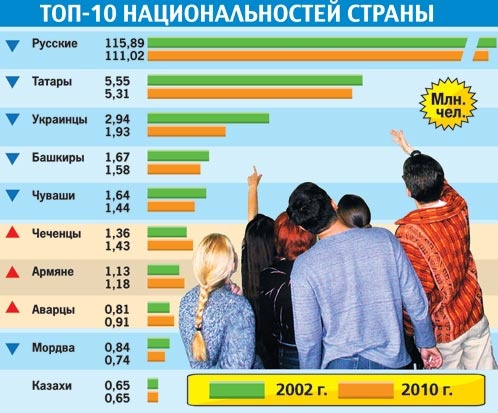 ТОП-10 НАЦИОНАЛЬНОСТЕЙ СТРАНЫ
Русские 115,89
111,02
Татары 5,55
5,31
Млн. чел.
Украинцы 2,94
1,93
Башкиры 1,67
1,58
Чуваши 1,64
1,44
Чеченцы 1,36
1,43
Армяне 1,13
1,18
Аварцы 0,81
0,91
Мордва 0,84
0,74
Казахи 0,65
0,65
2002 г. 2010 г.